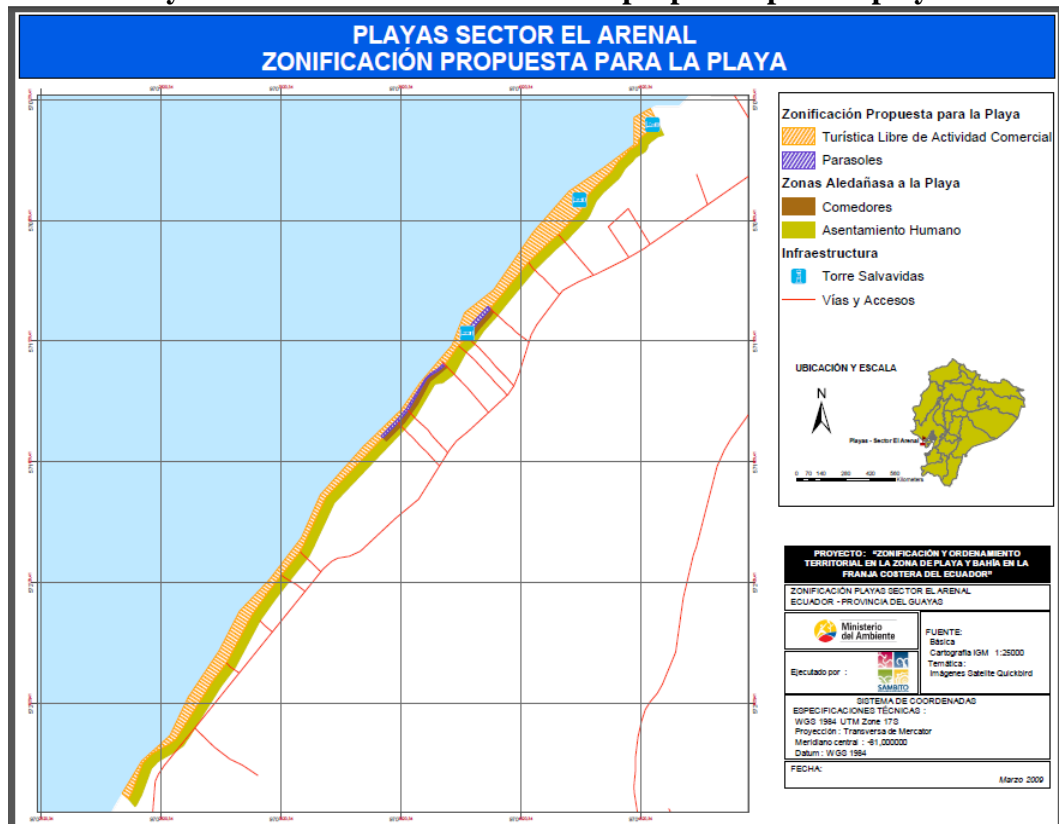 PLAYAS SECTOR EL ARENAL
ZONIFICACIÓN PROPUESTA PARA LA PLAYA
Zonificación Propuesta para la Playa
Turística Libre de Actividad Comercial
Parasoles
Zonas Aledañasa a la Playa
Comedores
Asentamiento Humano
Infraestructura
Torre Salvavidas
Vías y Accesos
UBICACIÓN Y ESCALA
N
Playas - Sector El Arenal
0 70 140 280 420 560
Kilometers
PROYECTO: "ZONIFICACIÓN Y ORDENAMIENTO
TERRITORIAL EN LA ZONA DE PLAYA Y BAHÍA EN LA
FRANJA COSTERA DEL ECUADOR"
ZONIFICACIÓN PLAYAS SECTOR EL ARENAL
ECUADOR - PROVINCIA DEL GUAYAS
Ministerio
del Ambiente
Ejecutado por :
SAMBITO
FUENTE:
Básica
Cartografía IGM 1:25000
Temática:
Imágenes Satelite Quickbird
SISTEMA DE COORDENADAS
ESPECIFICACIONES TÉCNICAS :
WGS 1984 UTM Zone 17S
Proyección : Transversa de Mercator
Meridiano central : -81,000000
Datum : WGS 1984
FECHA:
Marzo 2009